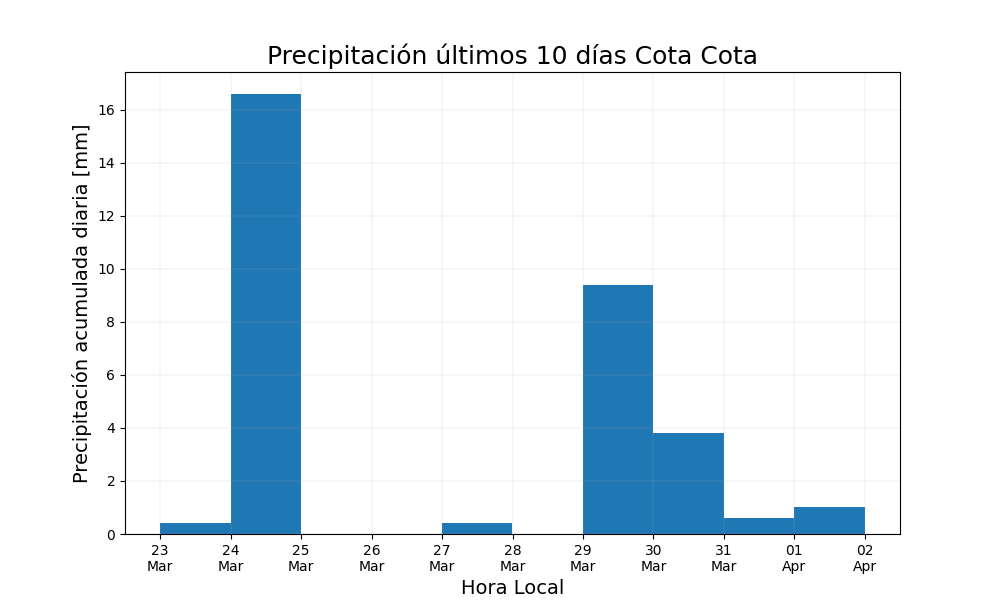 Precipitación últimos 10 días Cota Cota
Precipitación acumulada diaria [mm]
16
14
12
10
8
6
4
2
0
23 24 25 26 27 28 29 30 31 01 02
Mar Mar Mar Mar Mar Mar Mar Mar Mar Apr Apr
Hora Local